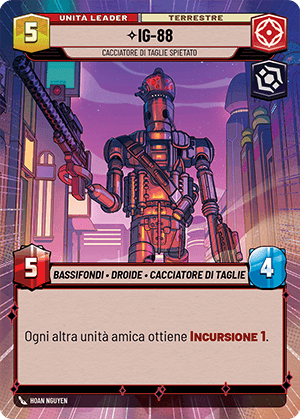 UNITÀ LEADER TERRESTRE
5
IG-88
CACCIATORE DI TAGLIE SPIETATO
5
BASSIFONDI • DROIDE • CACCIATORE DI TAGLIE
4
Ogni altra unità amica ottiene INCURSIONE 1.
HOAN NGUYEN